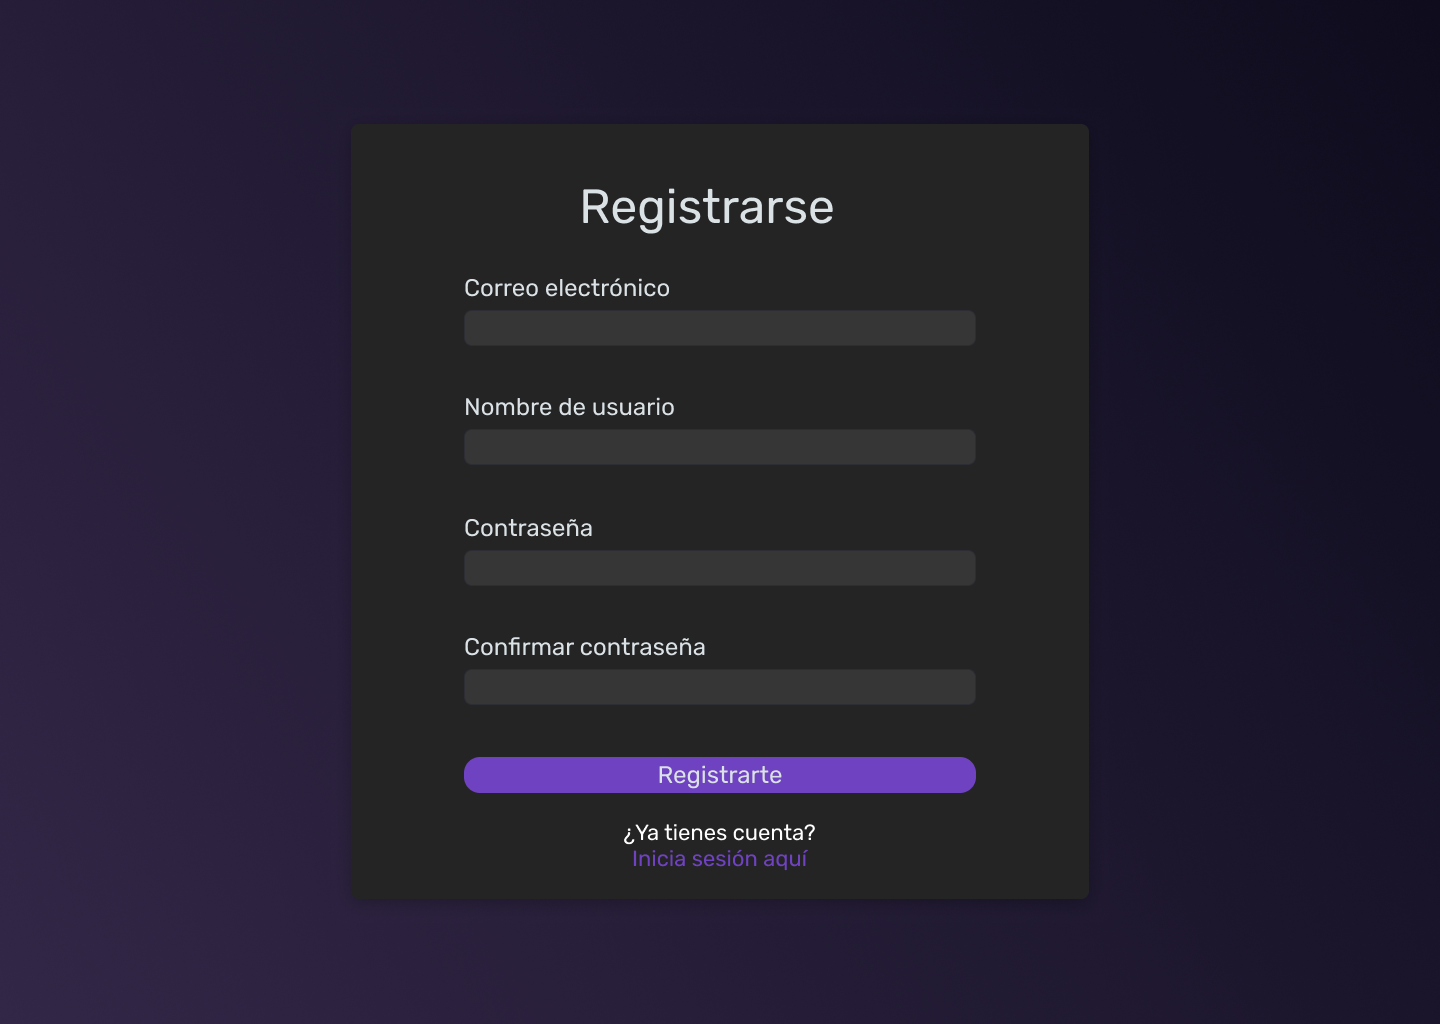 Registrarse
Correo electrónico
Nombre de usuario
Contraseña
Confirmar contraseña
Registrarte
¿Ya tienes cuenta?
Inicia sesión aquí